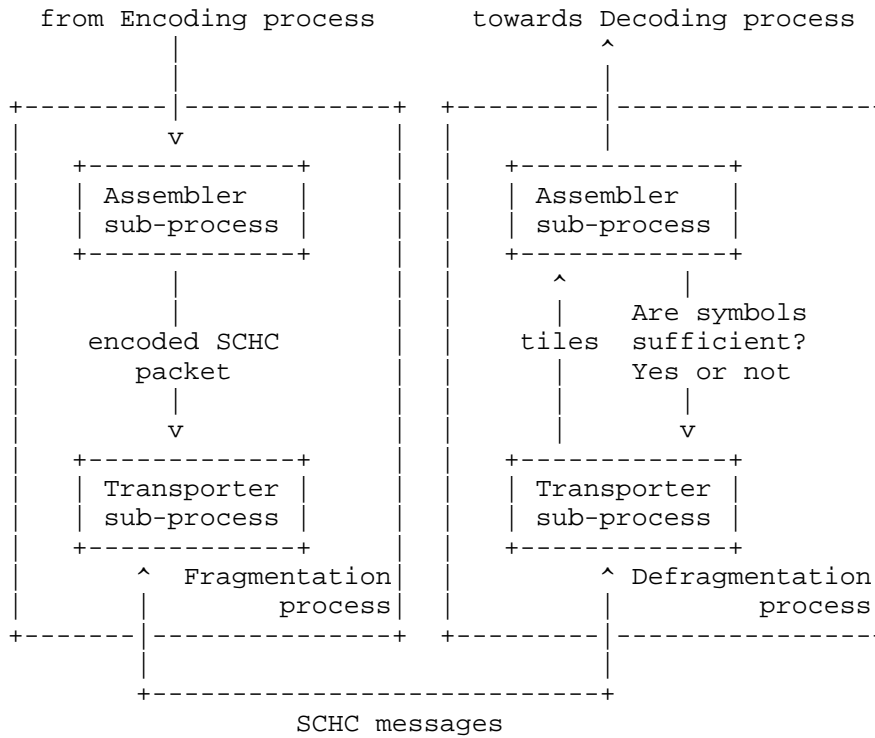 from Encoding process towards Decoding process
Assembler sub-process
Assembler sub-process
encoded SCHC packet
tiles
Are symbols sufficient? Yes or not
Transporter sub-process
Transporter sub-process
Fragmentation process
Defragmentation process
SCHC messages